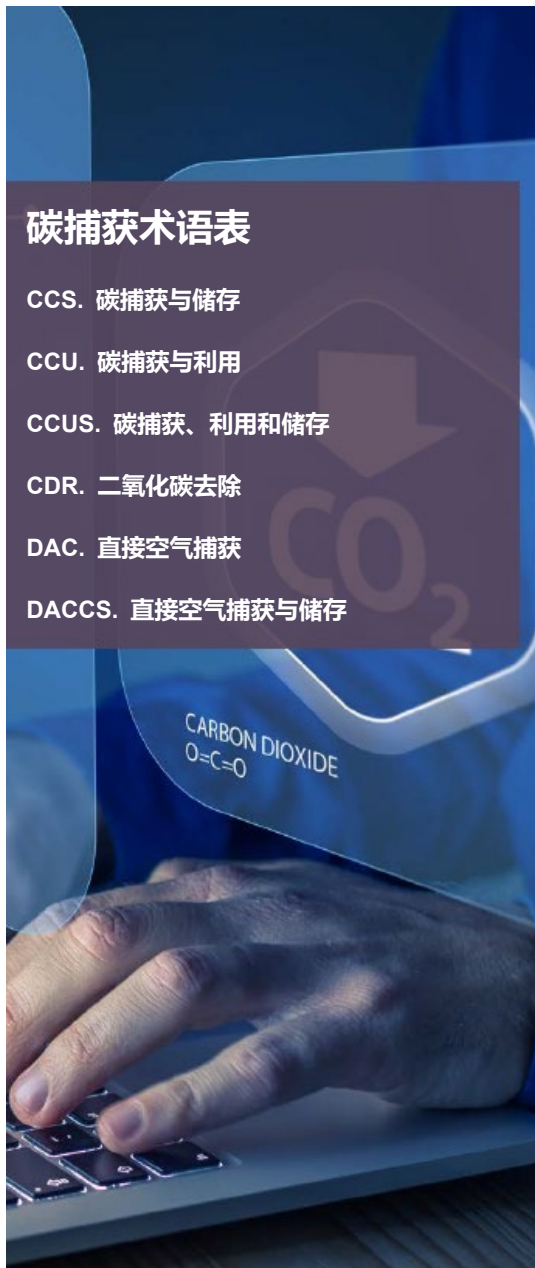 碳捕获术语表
CCS. 碳捕获与储存
CCU. 碳捕获与利用
CCUS. 碳捕获、利用和储存
CDR. 二氧化碳去除
DAC. 直接空气捕获
DACCS. 直接空气捕获与储存
CO₂
CARBON DIOXIDE
O=C=O